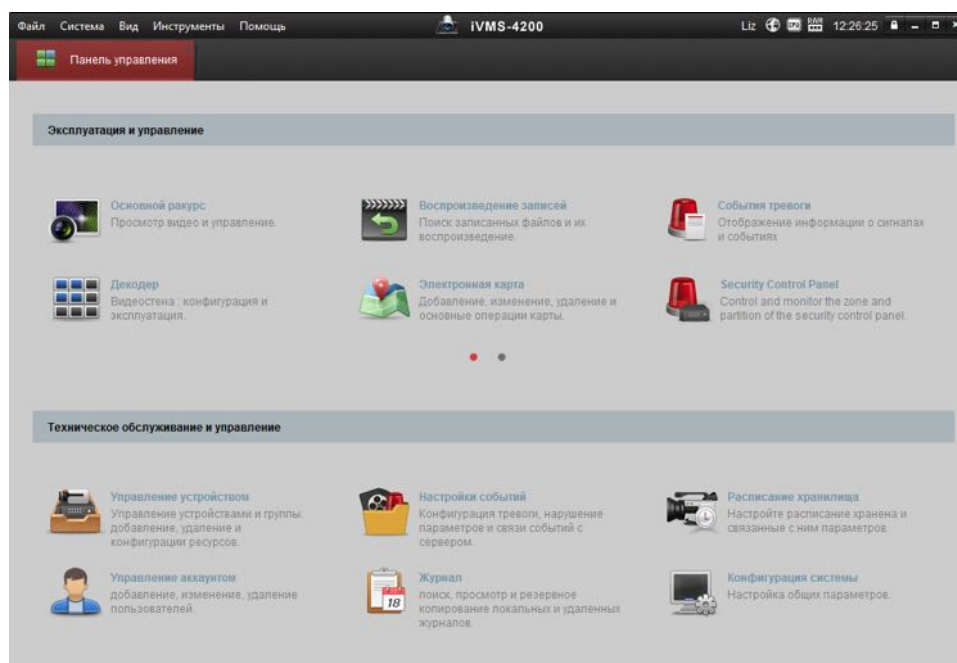 Файл Система Вид Инструменты Помощь iVMS-4200 Liz CPU RAM 12:26:25
Панель управления
Эксплуатация и управление
Основной ракурс
Просмотр видео и управление.
Воспроизведение записей
Поиск записанных файлов и их
воспроизведение.
События тревоги
Отображение информации о сигналах
и событиях
Декодер
Видеостена : конфигурация и
эксплуатация.
Электронная карта
Добавление, изменение, удаление и
основные операции карты.
Security Control Panel
Control and monitor the zone and
partition of the security control panel.
Техническое обслуживание и управление
Управление устройством
Управление устройствами и группы:
добавление, удаление и
конфигурации ресурсов.
Настройки событий
Конфигурация тревоги, нарушение
параметров и связи событий с
сервером.
Расписание хранилища
Настройте расписание хранена и
связанные с ним параметров.
Управление аккаунтом
добавление, изменение, удаление
пользователей.
Журнал
поиск, просмотр и резервное
копирование локальных и удаленных
журналов.
18
Конфигурация системы
Настройка общих параметров.